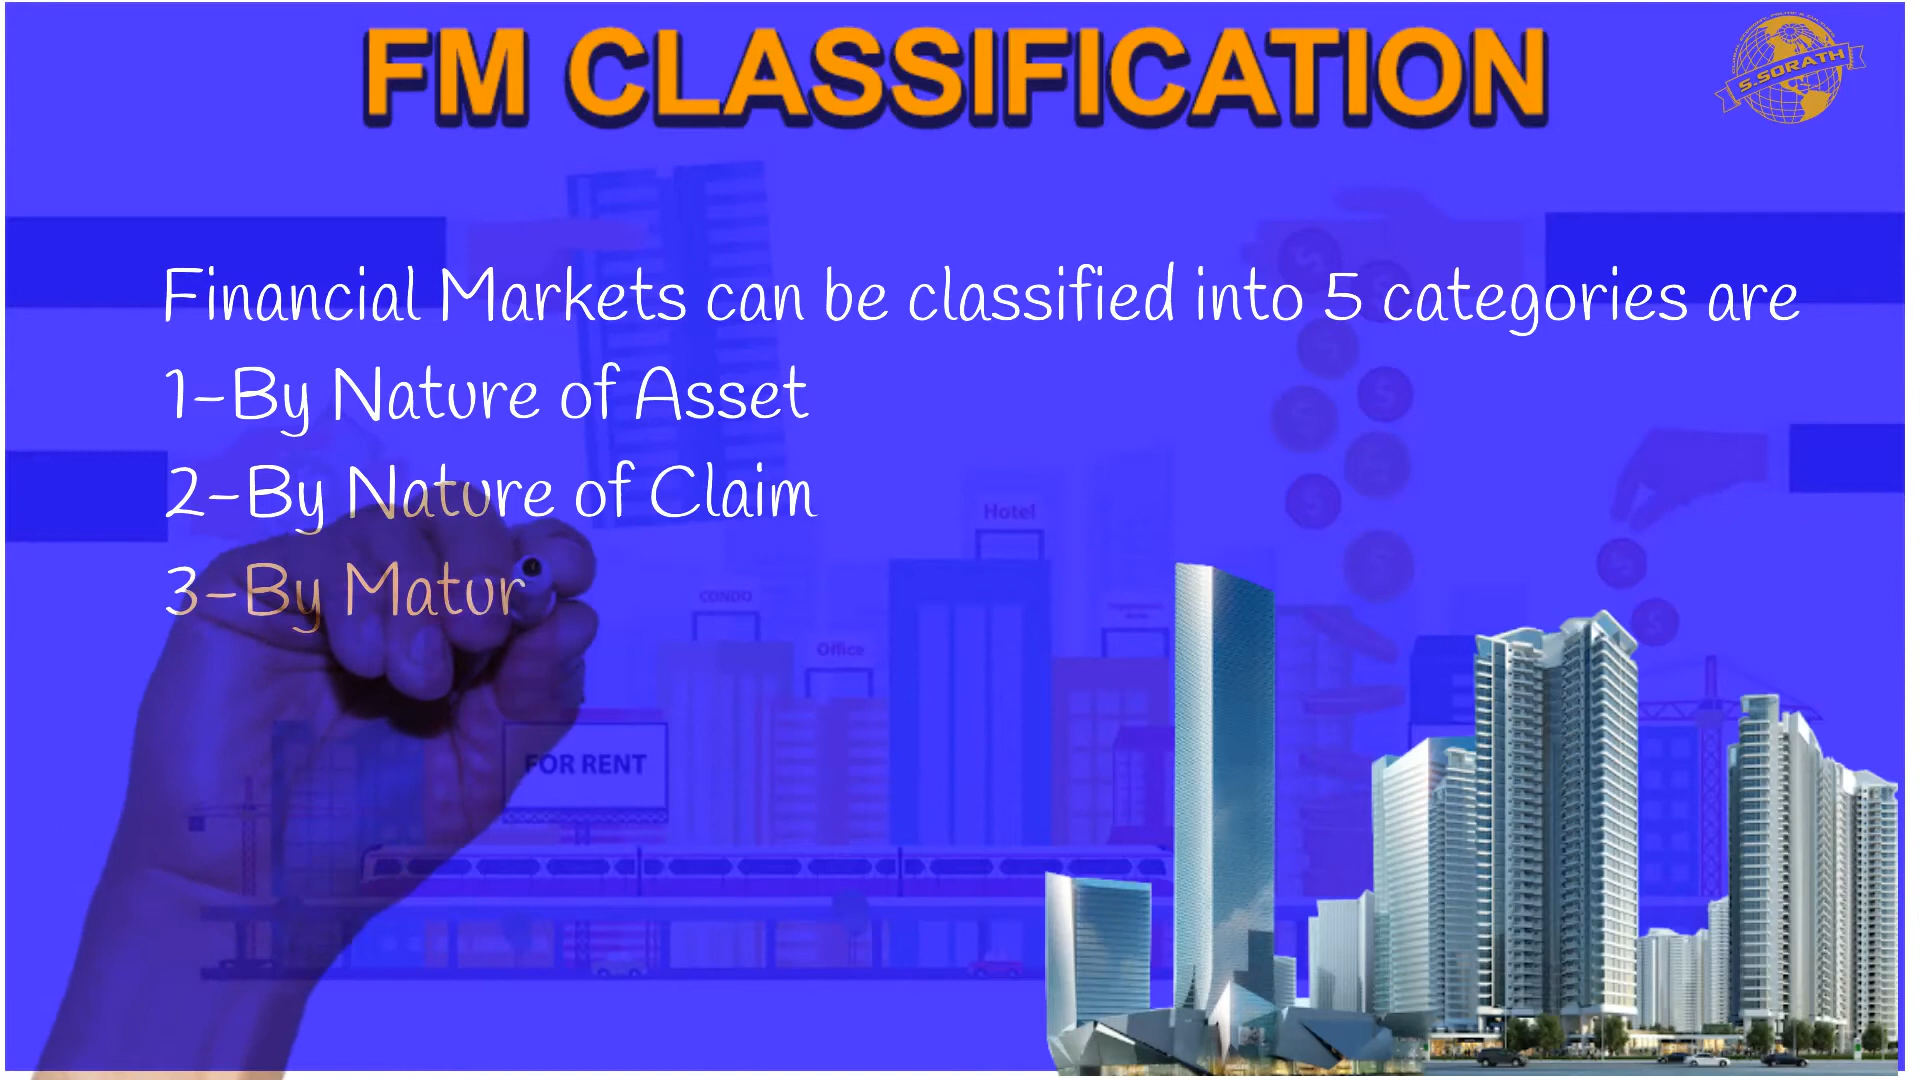 FM CLASSIFICATION
S.SORATH
Financial Markets can be classified into 5 categories are
1-By Nature of Asset
2-By Nature of Claim
3-By Matur
Hotel
CONDO
Office
FOR RENT